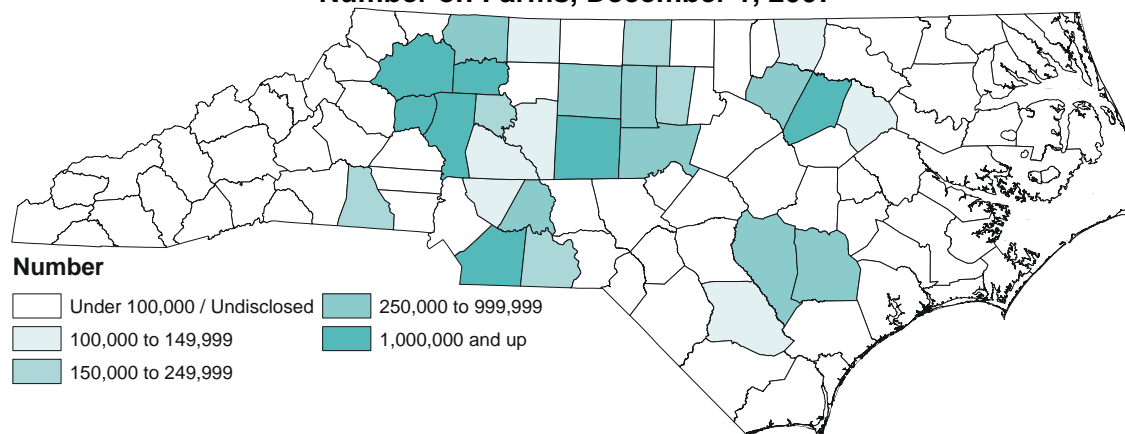 Number on Farms, December 1, 2007
Number
Under 100,000 / Undisclosed
100,000 to 149,999
150,000 to 249,999
250,000 to 999,999
1,000,000 and up